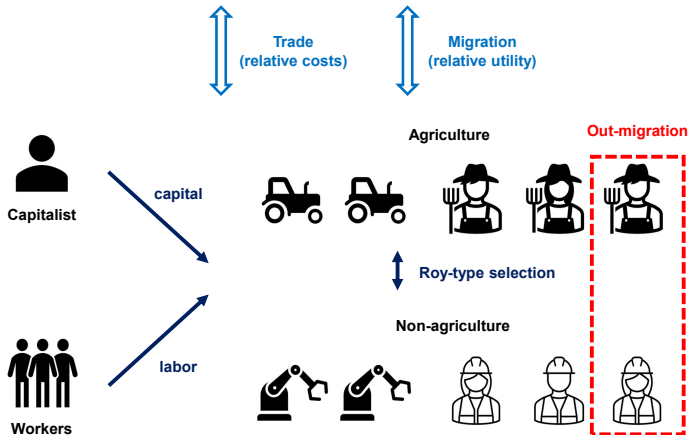 Trade
(relative costs)
Migration
(relative utility)
Agriculture
Out-migration
Capitalist
capital
Roy-type selection
Non-agriculture
labor
Workers